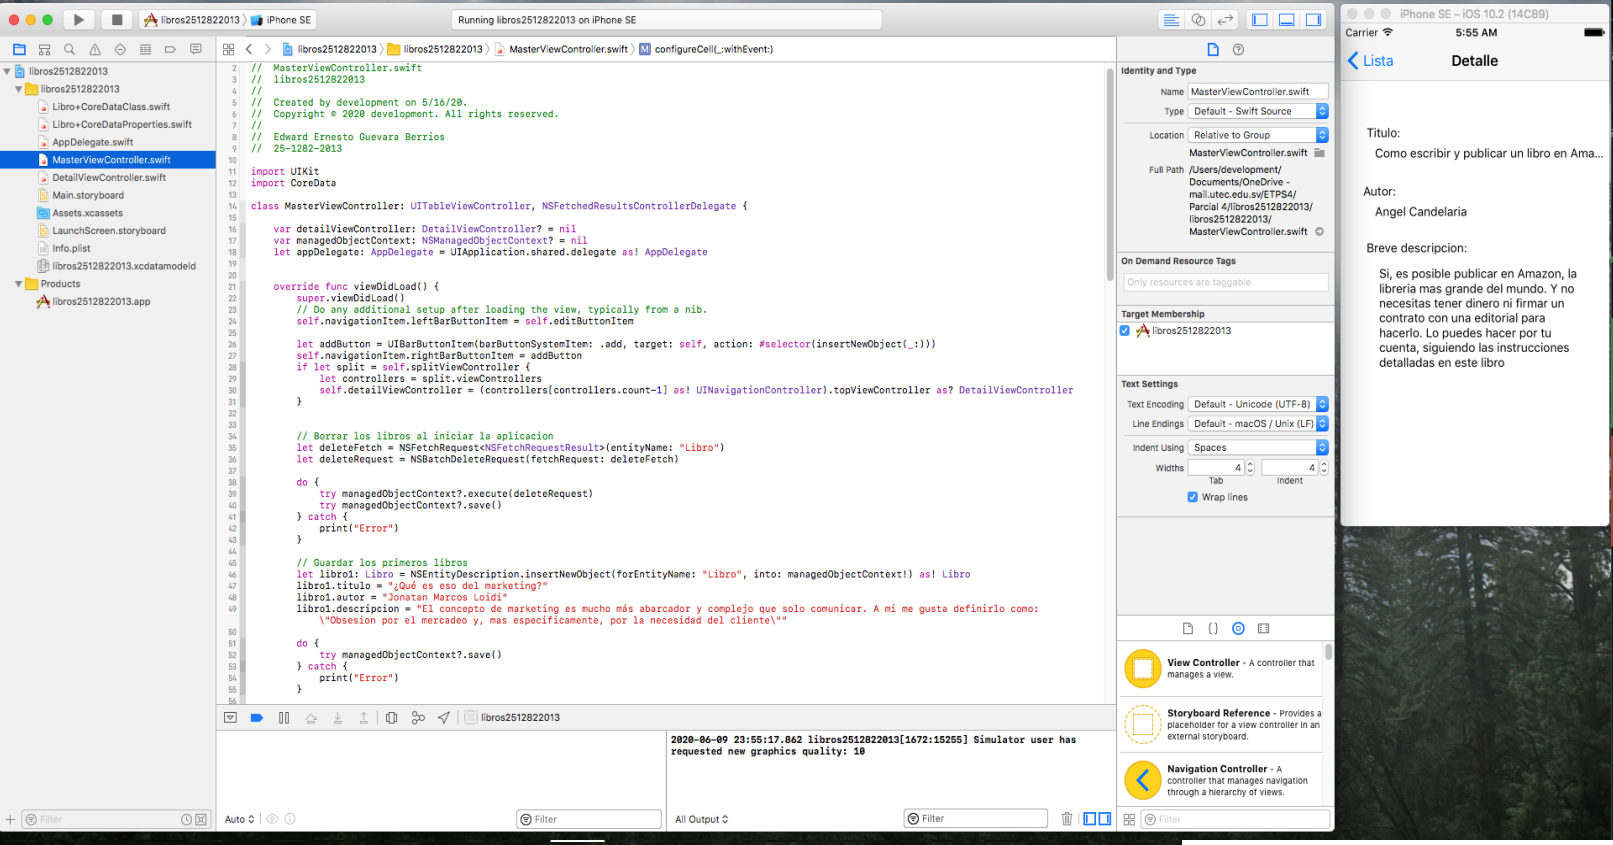 libros2512822013 > iPhone SE
Running libros2512822013 on iPhone SE
libros2512822013
libros2512822013
Libro+CoreDataClass.swift
Libro+CoreDataProperties.swift
AppDelegate.swift
MasterViewController.swift
DetailViewController.swift
Main.storyboard
Assets.xcassets
LaunchScreen.storyboard
Info.plist
libros2512822013.xcdatamodeld
Products
libros2512822013.app
Filter
libros2512822013 > libros2512822013 > MasterViewController.swift > M configureCell(_:withEvent:)
2 //  MasterViewController.swift
3 //  libros2512822013
4 //
5 //  Created by development on 5/16/20.
6 //  Copyright © 2020 development. All rights reserved.
7 //
8 //  Edward Ernesto Guevara Berrios
9 //  25-1282-2013
10
11 import UIKit
12 import CoreData
13
14 class MasterViewController: UITableViewController, NSFetchedResultsControllerDelegate {
15
16     var detailViewController: DetailViewController? = nil
17     var managedObjectContext: NSManagedObjectContext? = nil
18     let appDelegate: AppDelegate = UIApplication.shared.delegate as! AppDelegate
19
20
21     override func viewDidLoad() {
22         super.viewDidLoad()
23         // Do any additional setup after loading the view, typically from a nib.
24         self.navigationItem.leftBarButtonItem = self.editButtonItem
25
26         let addButton = UIBarButtonItem(barButtonSystemItem: .add, target: self, action: #selector(insertNewObject(_:)))
27         self.navigationItem.rightBarButtonItem = addButton
28         if let split = self.splitViewController {
29             let controllers = split.viewControllers
30             self.detailViewController = (controllers[controllers.count-1] as! UINavigationController).topViewController as? DetailViewController
31         }
32
33
34         // Borrar los libros al iniciar la aplicacion
35         let deleteFetch = NSFetchRequest<NSFetchRequestResult>(entityName: "Libro")
36         let deleteRequest = NSBatchDeleteRequest(fetchRequest: deleteFetch)
37
38         do {
39             try managedObjectContext?.execute(deleteRequest)
40             try managedObjectContext?.save()
41         } catch {
42             print("Error")
43         }
44
45         // Guardar los primeros libros
46         let libro1: Libro = NSEntityDescription.insertNewObject(forEntityName: "Libro", into: managedObjectContext!) as! Libro
47         libro1.titulo = "¿Qué es eso del marketing?"
48         libro1.autor = "Jonatan Marcos Loidi"
49         libro1.descripcion = "El concepto de marketing es mucho más abarcador y complejo que solo comunicar. A mi me gusta definirlo como:
\"Obsesion por el mercadeo y, mas especificamente, por la necesidad del cliente\""
50
51         do {
52             try managedObjectContext?.save()
53         } catch {
54             print("Error")
55         }
56
libros2512822013
2020-06-09 23:55:17.862 libros2512822013[1672:15255] Simulator user has
requested new graphics quality: 10
Auto
Filter
All Output
Filter
Identity and Type
Name MasterViewController.swift
Type Default - Swift Source
Location Relative to Group
MasterViewController.swift
Full Path /Users/development/
Documents/OneDrive -
mail.utec.edu.sv/ETPS4/
Parcial 4/libros2512822013/
libros2512822013/
MasterViewController.swift
On Demand Resource Tags
Only resources are taggable
Target Membership
libros2512822013
Text Settings
Text Encoding Default - Unicode (UTF-8)
Line Endings Default - macOS / Unix (LF)
Indent Using Spaces
Widths 4 4
Tab Indent
Wrap lines
View Controller - A controller that
manages a view.
Storyboard Reference - Provides a
placeholder for a view controller in an
external storyboard.
Navigation Controller - A
controller that manages navigation
through a hierarchy of views.
Filter
iPhone SE – iOS 10.2 (14C89)
Carrier 5:55 AM
Lista Detalle
Titulo:
Como escribir y publicar un libro en Ama...
Autor:
Angel Candelaria
Breve descripcion:
Si, es posible publicar en Amazon, la
libreria mas grande del mundo. Y no
necesitas tener dinero ni firmar un
contrato con una editorial para
hacerlo. Lo puedes hacer por tu
cuenta, siguiendo las instrucciones
detalladas en este libro